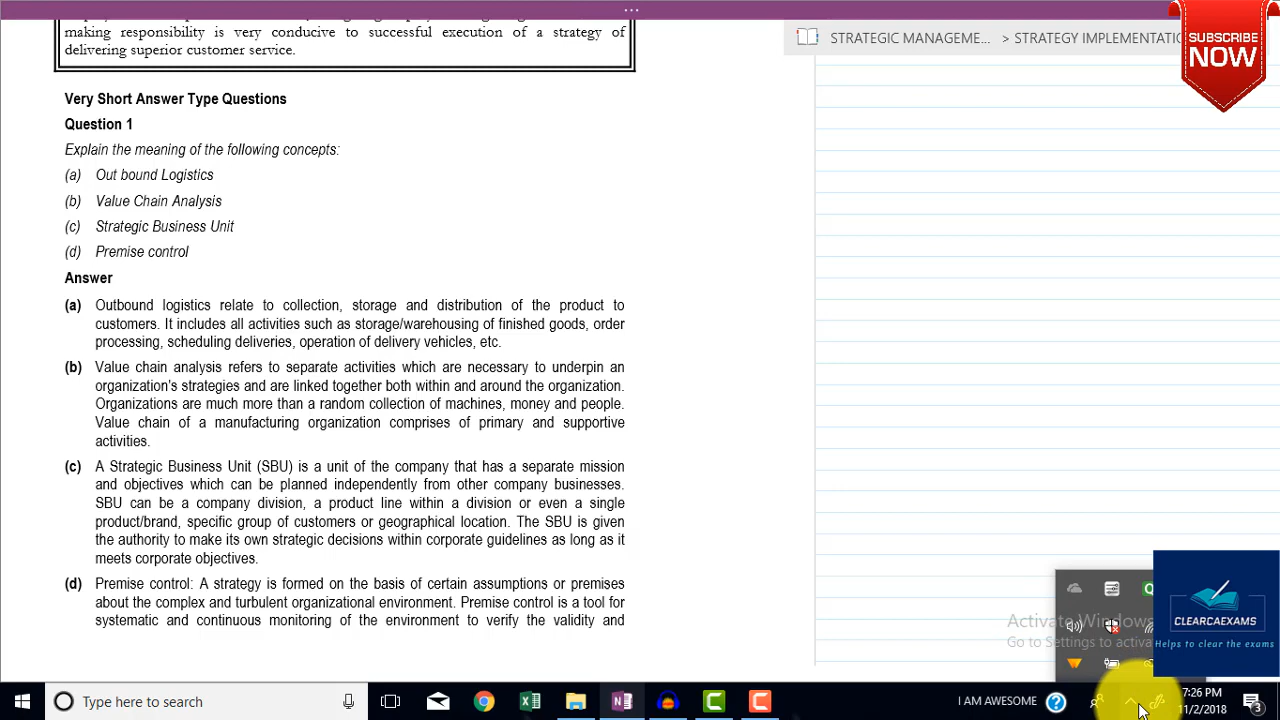 making responsibility is very conducive to successful execution of a strategy of
delivering superior customer service.
Very Short Answer Type Questions
Question 1
Explain the meaning of the following concepts:
(a) Out bound Logistics
(b) Value Chain Analysis
(c) Strategic Business Unit
(d) Premise control
Answer
(a) Outbound logistics relate to collection, storage and distribution of the product to
customers. It includes all activities such as storage/warehousing of finished goods, order
processing, scheduling deliveries, operation of delivery vehicles, etc.
(b) Value chain analysis refers to separate activities which are necessary to underpin an
organization's strategies and are linked together both within and around the organization.
Organizations are much more than a random collection of machines, money and people.
Value chain of a manufacturing organization comprises of primary and supportive
activities.
(c) A Strategic Business Unit (SBU) is a unit of the company that has a separate mission
and objectives which can be planned independently from other company businesses.
SBU can be a company division, a product line within a division or even a single
product/brand, specific group of customers or geographical location. The SBU is given
the authority to make its own strategic decisions within corporate guidelines as long as it
meets corporate objectives.
(d) Premise control: A strategy is formed on the basis of certain assumptions or premises
about the complex and turbulent organizational environment. Premise control is a tool for
systematic and continuous monitoring of the environment to verify the validity and
STRATEGIC MANAGEME... > STRATEGY IMPLEMENTATIO
SUBSCRIBE
NOW
Activate Windows
Go to Settings to activa
CLEARCAEXAMS
Helps to clear the exams
Type here to search
I AM AWESOME
7:26 PM
11/2/2018
3